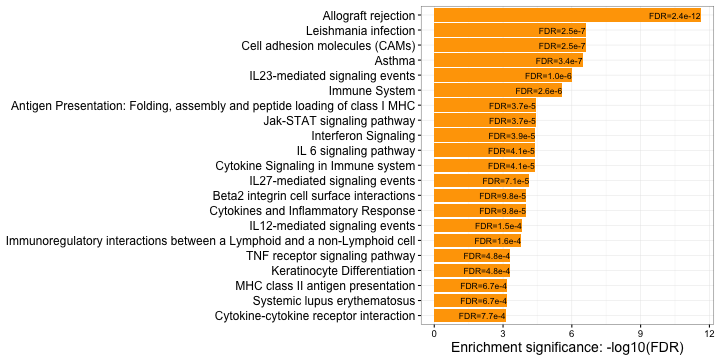 Allograft rejection FDR=2.4e-12
Leishmania infection FDR=2.5e-7
Cell adhesion molecules (CAMs) FDR=2.5e-7
Asthma FDR=3.4e-7
IL23-mediated signaling events FDR=1.0e-6
Immune System FDR=2.6e-6
Antigen Presentation: Folding, assembly and peptide loading of class I MHC FDR=3.7e-5
Jak-STAT signaling pathway FDR=3.7e-5
Interferon Signaling FDR=3.9e-5
IL 6 signaling pathway FDR=4.1e-5
Cytokine Signaling in Immune system FDR=4.1e-5
IL27-mediated signaling events FDR=7.1e-5
Beta2 integrin cell surface interactions FDR=9.8e-5
Cytokines and Inflammatory Response FDR=9.8e-5
IL12-mediated signaling events FDR=1.5e-4
Immunoregulatory interactions between a Lymphoid and a non-Lymphoid cell FDR=1.6e-4
TNF receptor signaling pathway FDR=4.8e-4
Keratinocyte Differentiation FDR=4.8e-4
MHC class II antigen presentation FDR=6.7e-4
Systemic lupus erythematosus FDR=6.7e-4
Cytokine-cytokine receptor interaction FDR=7.7e-4
0 3 6 9 12
Enrichment significance: -log10(FDR)